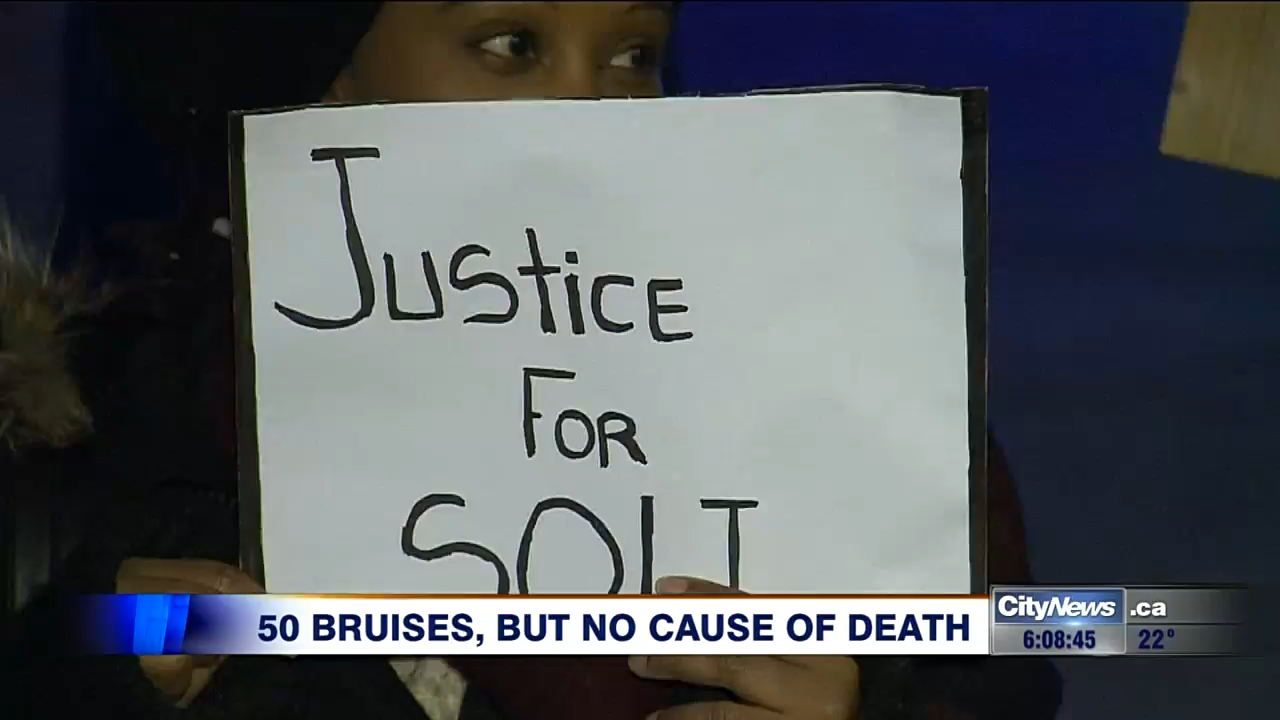 JUSTICE
FOR
50 BRUISES, BUT NO CAUSE OF DEATH
CityNews .ca
6:08:45 22°